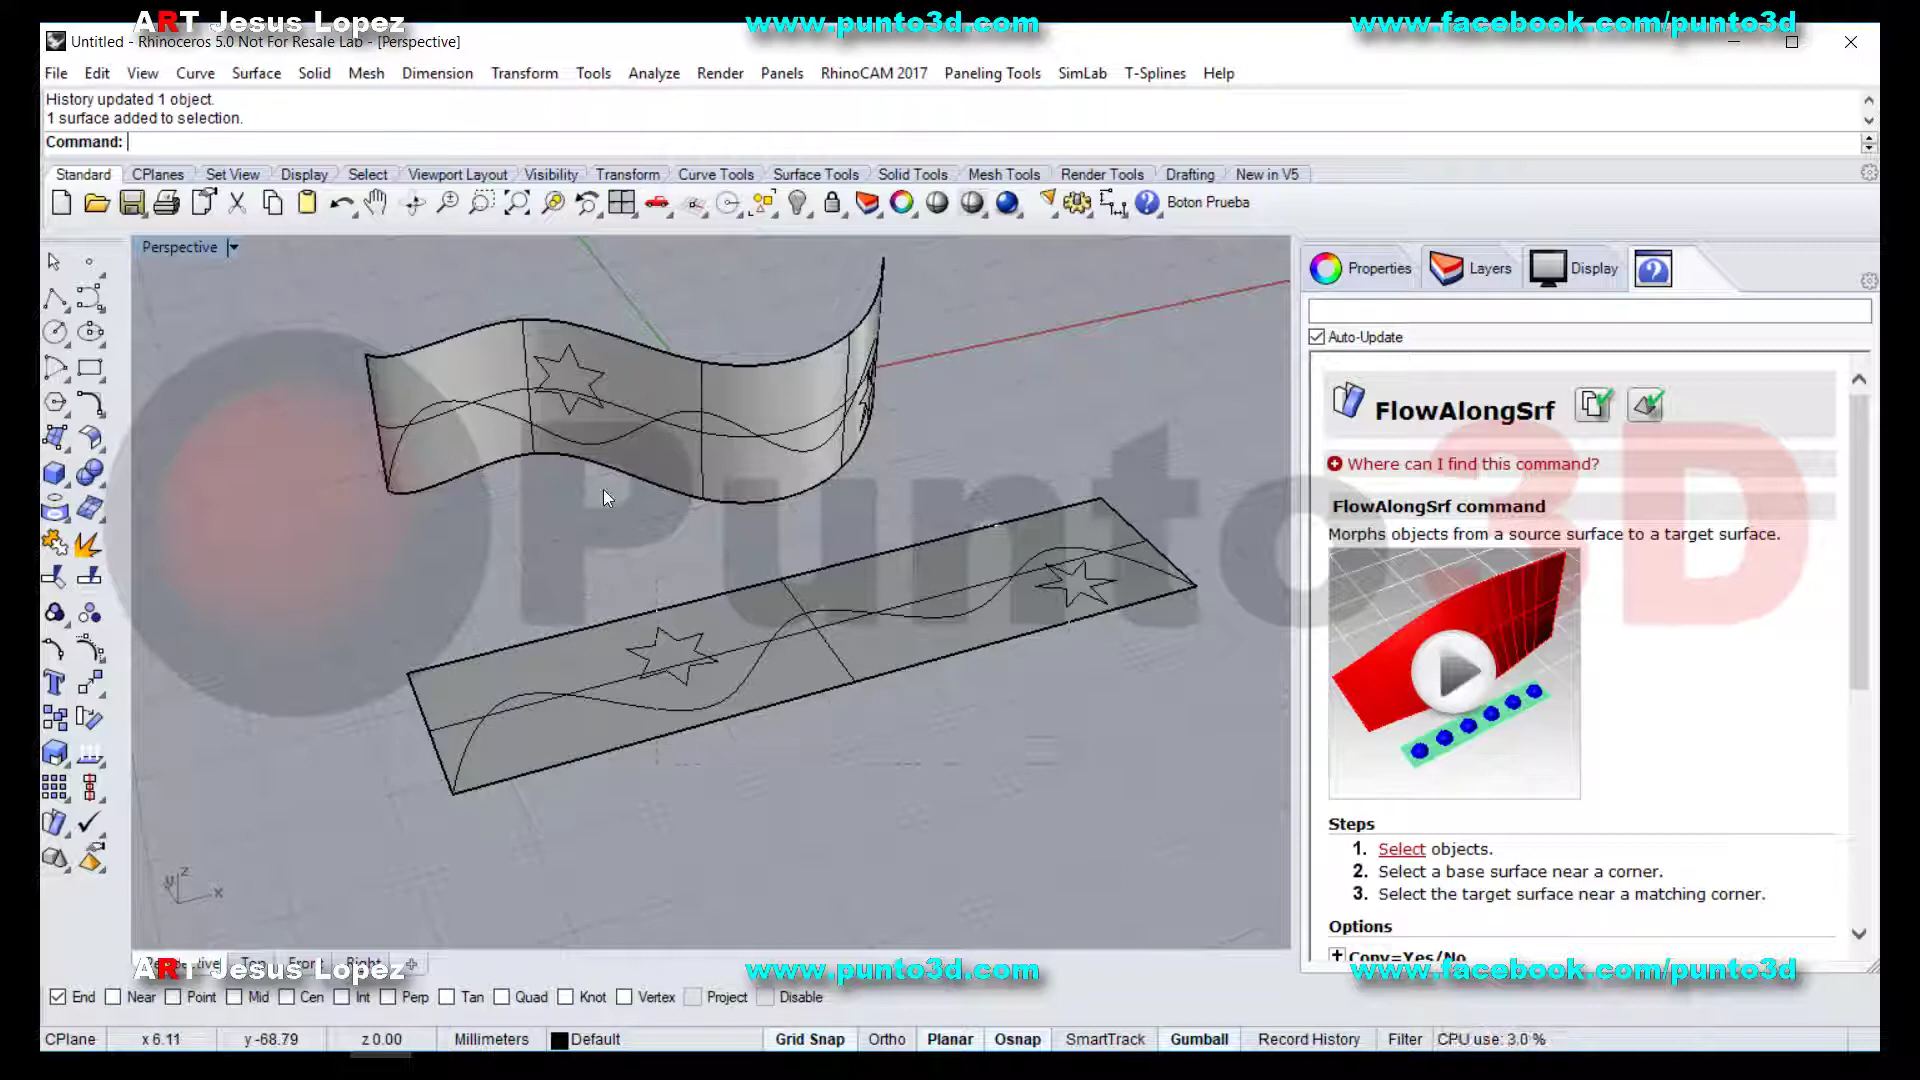 ART Jesus Lopez www.punto3d.com www.facebook.com/punto3d
Untitled - Rhinoceros 5.0 Not For Resale Lab - [Perspective]
File Edit View Curve Surface Solid Mesh Dimension Transform Tools Analyze Render Panels RhinoCAM 2017 Paneling Tools SimLab T-Splines Help
History updated 1 object.
1 surface added to selection.
Command:
Standard CPlanes Set View Display Select Viewport Layout Visibility Transform Curve Tools Surface Tools Solid Tools Mesh Tools Render Tools Drafting New in V5
Boton Prueba
Perspective
Properties Layers Display
Auto-Update
FlowAlongSrf
Where can I find this command?
FlowAlongSrf command
Morphs objects from a source surface to a target surface.
Punto3D
Steps
1. Select objects.
2. Select a base surface near a corner.
3. Select the target surface near a matching corner.
Options
Copy=Yes/No
z
y
x
Perspective Top Front Right
ART Jesus Lopez www.punto3d.com www.facebook.com/punto3d
End Near Point Mid Cen Int Perp Tan Quad Knot Vertex Project Disable
CPlane x 6.11 y -68.79 z 0.00 Millimeters Default Grid Snap Ortho Planar Osnap SmartTrack Gumball Record History Filter CPU use: 3.0 %